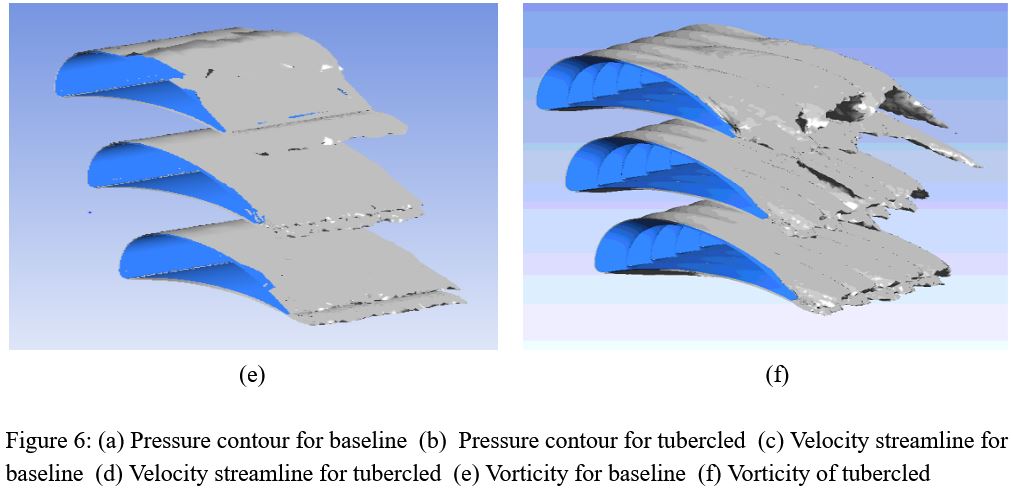 (e)
(f)
Figure 6: (a) Pressure contour for baseline (b) Pressure contour for tubercled (c) Velocity streamline for
baseline (d) Velocity streamline for tubercled (e) Vorticity for baseline (f) Vorticity of tubercled